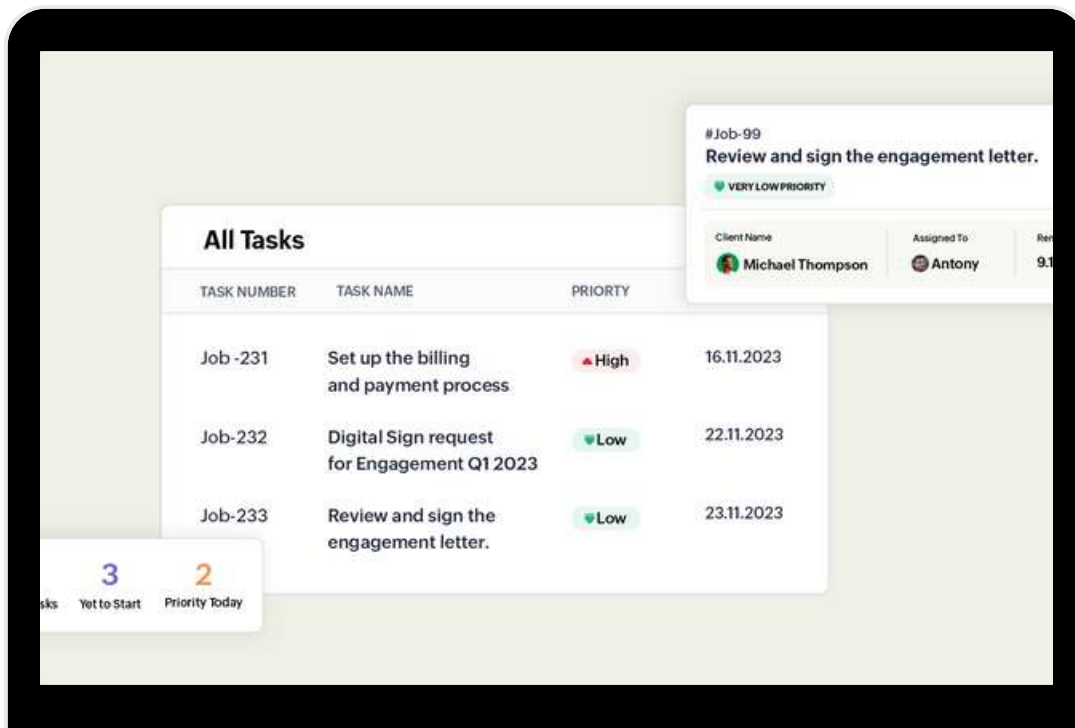 #Job-99
Review and sign the engagement letter.
VERY LOW PRIORITY
Client Name Assigned To
Michael Thompson Antony
All Tasks
TASK NUMBER TASK NAME PRIORTY
Job -231 Set up the billing High 16.11.2023
and payment process
Job-232 Digital Sign request Low 22.11.2023
for Engagement Q1 2023
Job-233 Review and sign the Low 23.11.2023
engagement letter.
3 2
Yet to Start Priority Today